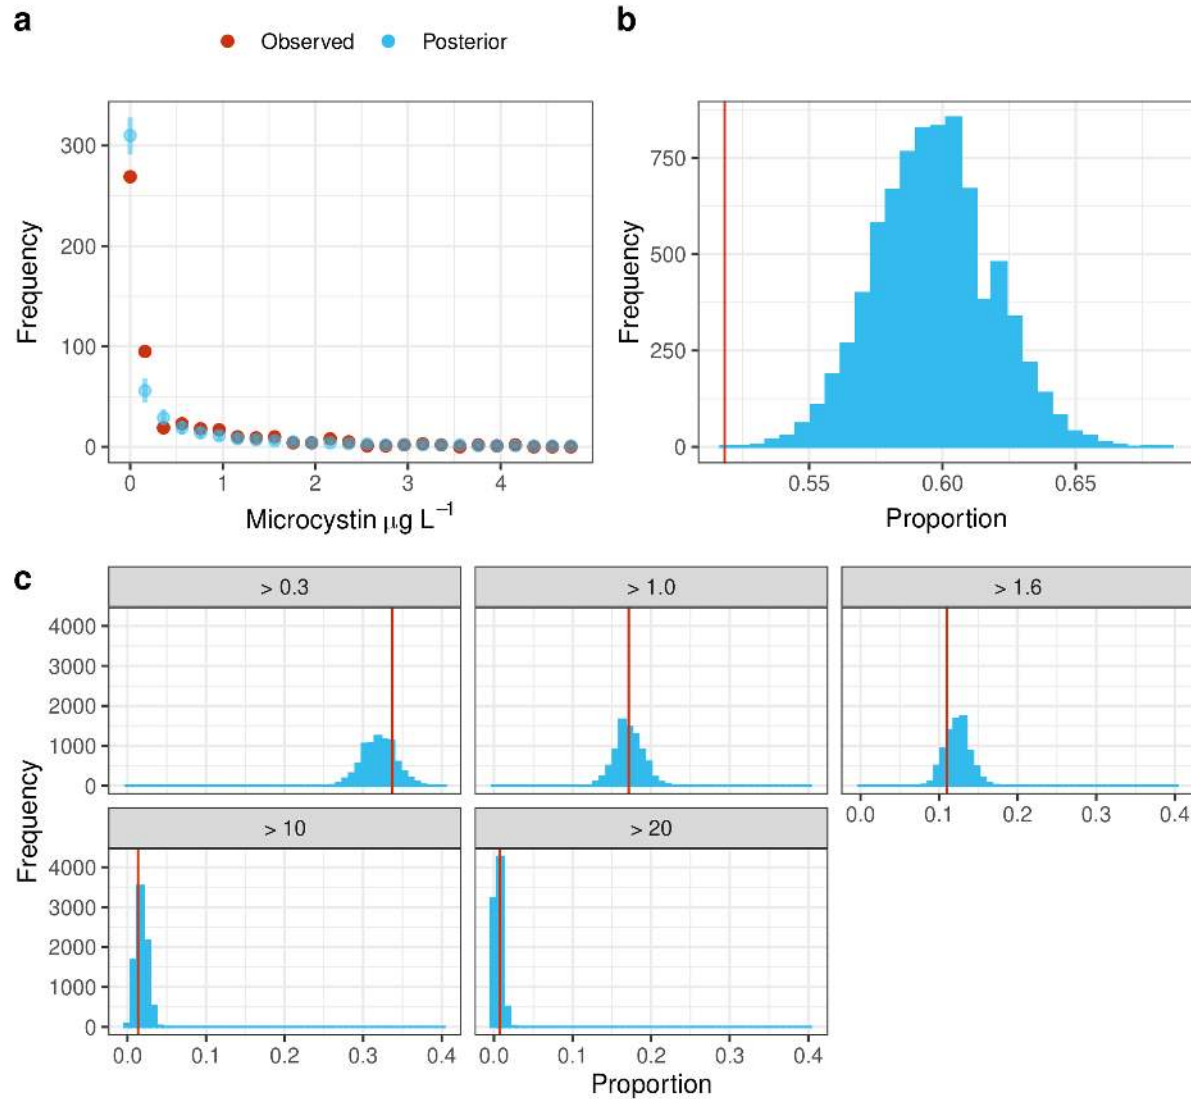 a
Observed Posterior
300
200
100
0
Frequency
0 1 2 3 4
Microcystin μg L⁻¹
b
750
500
250
0
Frequency
0.55 0.60 0.65
Proportion
c
> 0.3 > 1.0 > 1.6
4000
3000
2000
1000
0
0.0 0.1 0.2 0.3 0.4
Frequency
> 10 > 20
4000
3000
2000
1000
0
0.0 0.1 0.2 0.3 0.4 0.0 0.1 0.2 0.3 0.4
Proportion